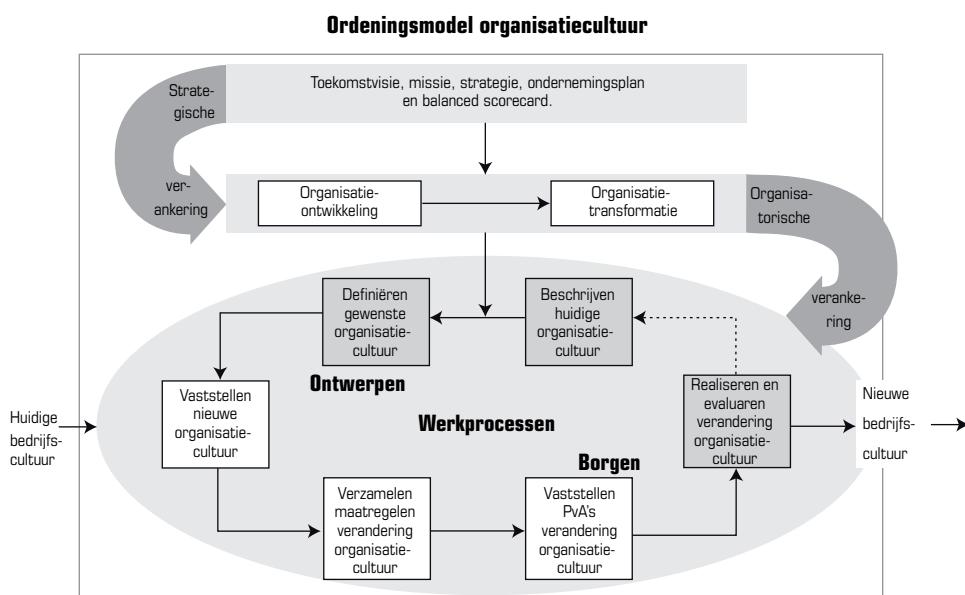 Ordeningsmodel organisatiecultuur
Toekomstvisie, missie, strategie, ondernemingsplan
en balanced scorecard.
Strate-
gische
ver-
ankering
Organisatie-
ontwikkeling
Organisatie-
transformatie
Organisa-
torische
veranke-
ring
Definiëren
gewenste
organisatie-
cultuur
Beschrijven
huidige
organisatie-
cultuur
Ontwerpen
Vaststellen
nieuwe
organisatie-
cultuur
Werkprocessen
Realiseren en
evaluaren
verandering
organisatie-
cultuur
Huidige
bedrijfs-
cultuur
Nieuwe
bedrijfs-
cultuur
Borgen
Verzamelen
maatregelen
verandering
organisatie-
cultuur
Vaststellen
PvA's
verandering
organisatie-
cultuur